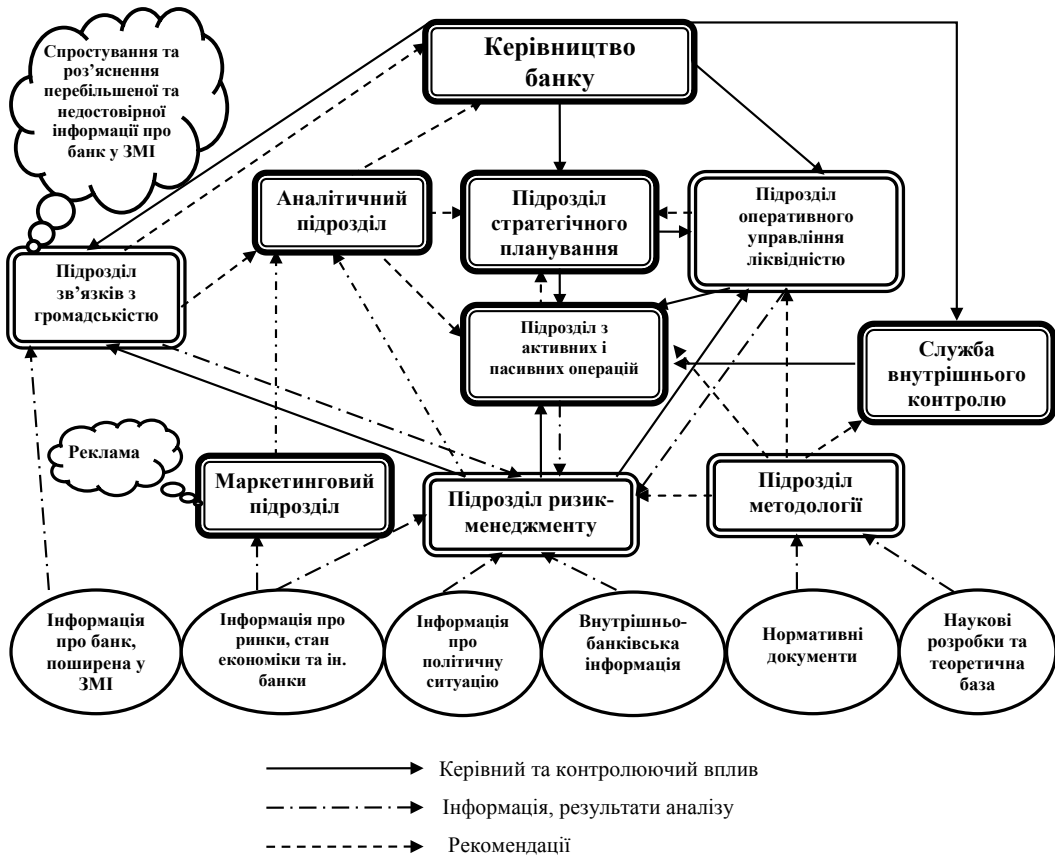 Спростування та
роз’яснення
перебільшеної та
недостовірної
інформації про
банк у ЗМІ
Керівництво
банку
Аналітичний
підрозділ
Підрозділ
стратегічного
планування
Підрозділ
оперативного
управління
ліквідністю
Підрозділ
зв’язків з
громадськістю
Підрозділ з
активних і
пасивних операцій
Служба
внутрішнього
контролю
Реклама
Маркетинговий
підрозділ
Підрозділ ризик-
менеджменту
Підрозділ
методології
Інформація
про банк,
поширена у
ЗМІ
Інформація про
ринки, стан
економіки та ін.
банки
Інформація
про
політичну
ситуацію
Внутрішньо-
банківська
інформація
Нормативні
документи
Наукові
розробки та
теоретична
база
Керівний та контролюючий вплив
Інформація, результати аналізу
Рекомендації